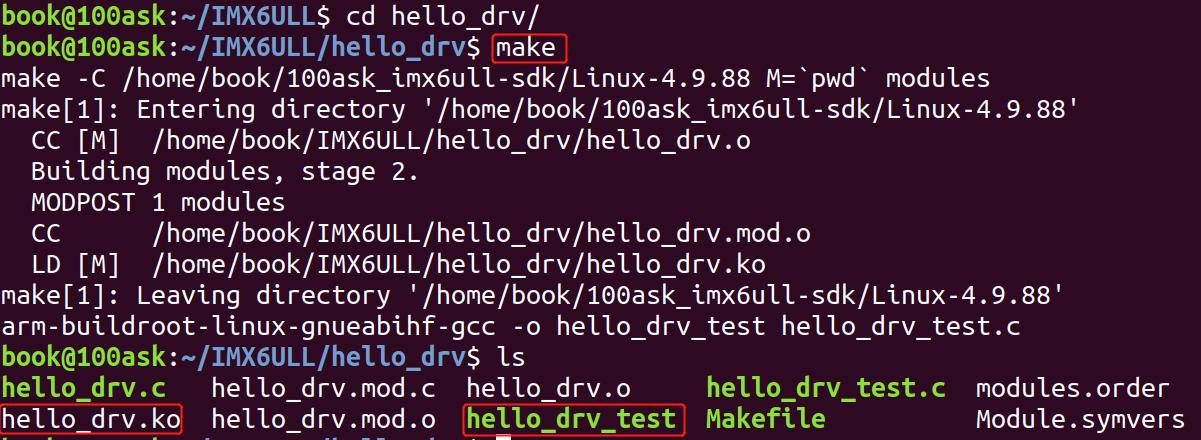 book@100ask:~/IMX6ULL$ cd hello_drv/
book@100ask:~/IMX6ULL/hello_drv$ make
make -C /home/book/100ask_imx6ull-sdk/Linux-4.9.88 M=`pwd` modules
make[1]: Entering directory '/home/book/100ask_imx6ull-sdk/Linux-4.9.88'
  CC [M]  /home/book/IMX6ULL/hello_drv/hello_drv.o
  Building modules, stage 2.
  MODPOST 1 modules
  CC      /home/book/IMX6ULL/hello_drv/hello_drv.mod.o
  LD [M]  /home/book/IMX6ULL/hello_drv/hello_drv.ko
make[1]: Leaving directory '/home/book/100ask_imx6ull-sdk/Linux-4.9.88'
arm-buildroot-linux-gnueabihf-gcc -o hello_drv_test hello_drv_test.c
book@100ask:~/IMX6ULL/hello_drv$ ls
hello_drv.c   hello_drv.mod.c  hello_drv.o     hello_drv_test.c  modules.order
hello_drv.ko  hello_drv.mod.o  hello_drv_test  Makefile          Module.symvers